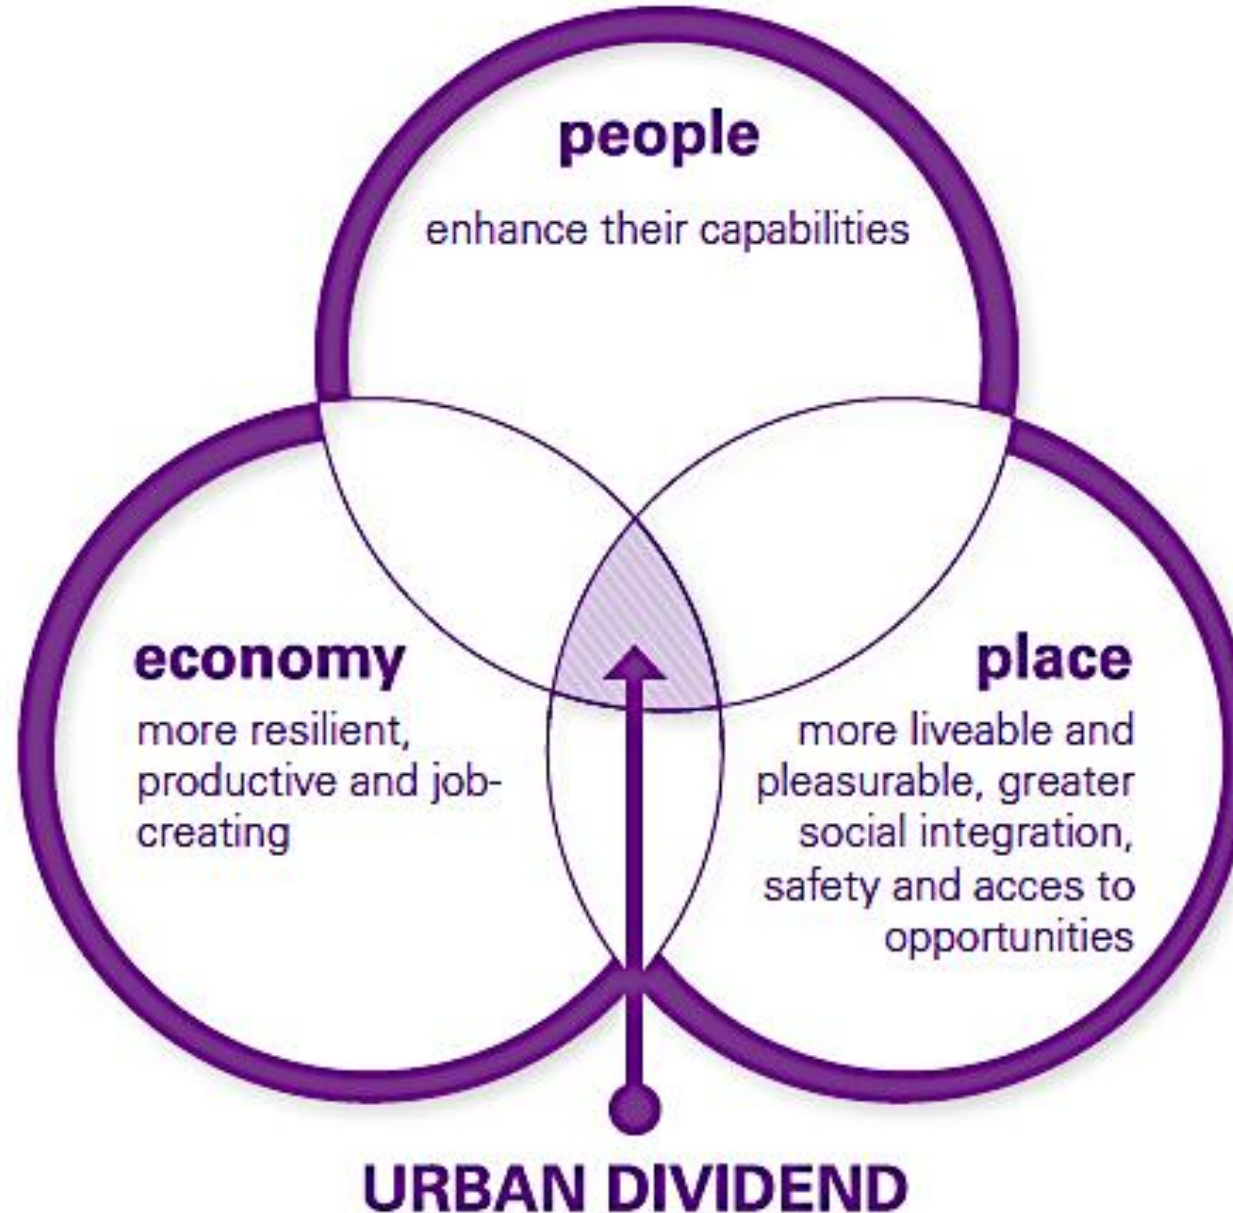 people
enhance their capabilities
economy
more resilient,
productive and job-
creating
place
more liveable and
pleasurable, greater
social integration,
safety and acces to
opportunities
URBAN DIVIDEND